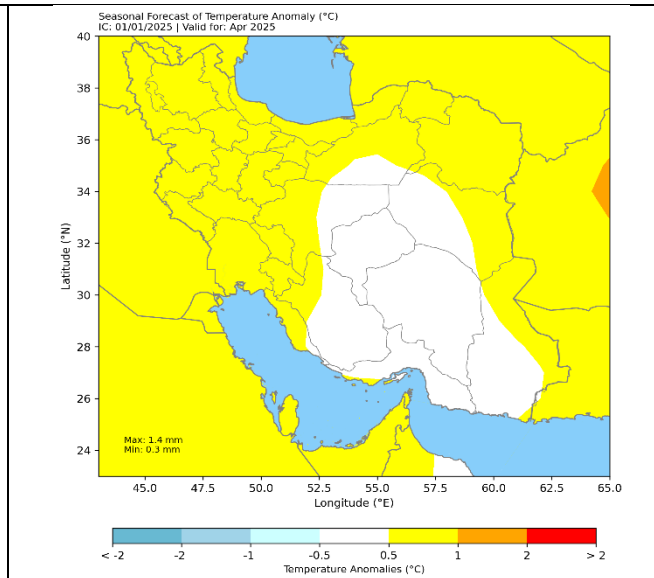 Seasonal Forecast of Temperature Anomaly (°C)
IC: 01/01/2025 | Valid for: Apr 2025
40
38
36
34
32
30
28
26
24
Latitude (°N)
Max: 1.4 mm
Min: 0.3 mm
45.0 47.5 50.0 52.5 55.0 57.5 60.0 62.5 65.0
Longitude (°E)
< -2 -2 -1 -0.5 0.5 1 2 > 2
Temperature Anomalies (°C)